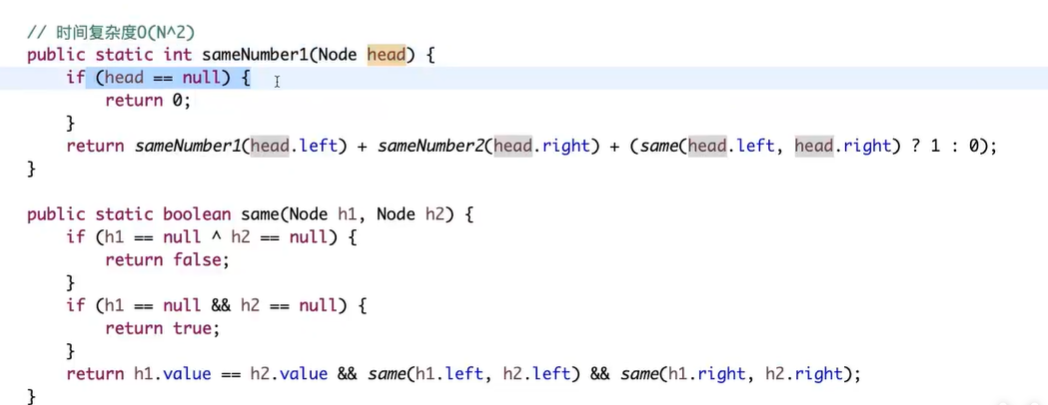 // 时间复杂度O(N^2)
public static int sameNumber1(Node head) {
    if (head == null) {
        return 0;
    }
    return sameNumber1(head.left) + sameNumber2(head.right) + (same(head.left, head.right) ? 1 : 0);
}
public static boolean same(Node h1, Node h2) {
    if (h1 == null ^ h2 == null) {
        return false;
    }
    if (h1 == null && h2 == null) {
        return true;
    }
    return h1.value == h2.value && same(h1.left, h2.left) && same(h1.right, h2.right);
}